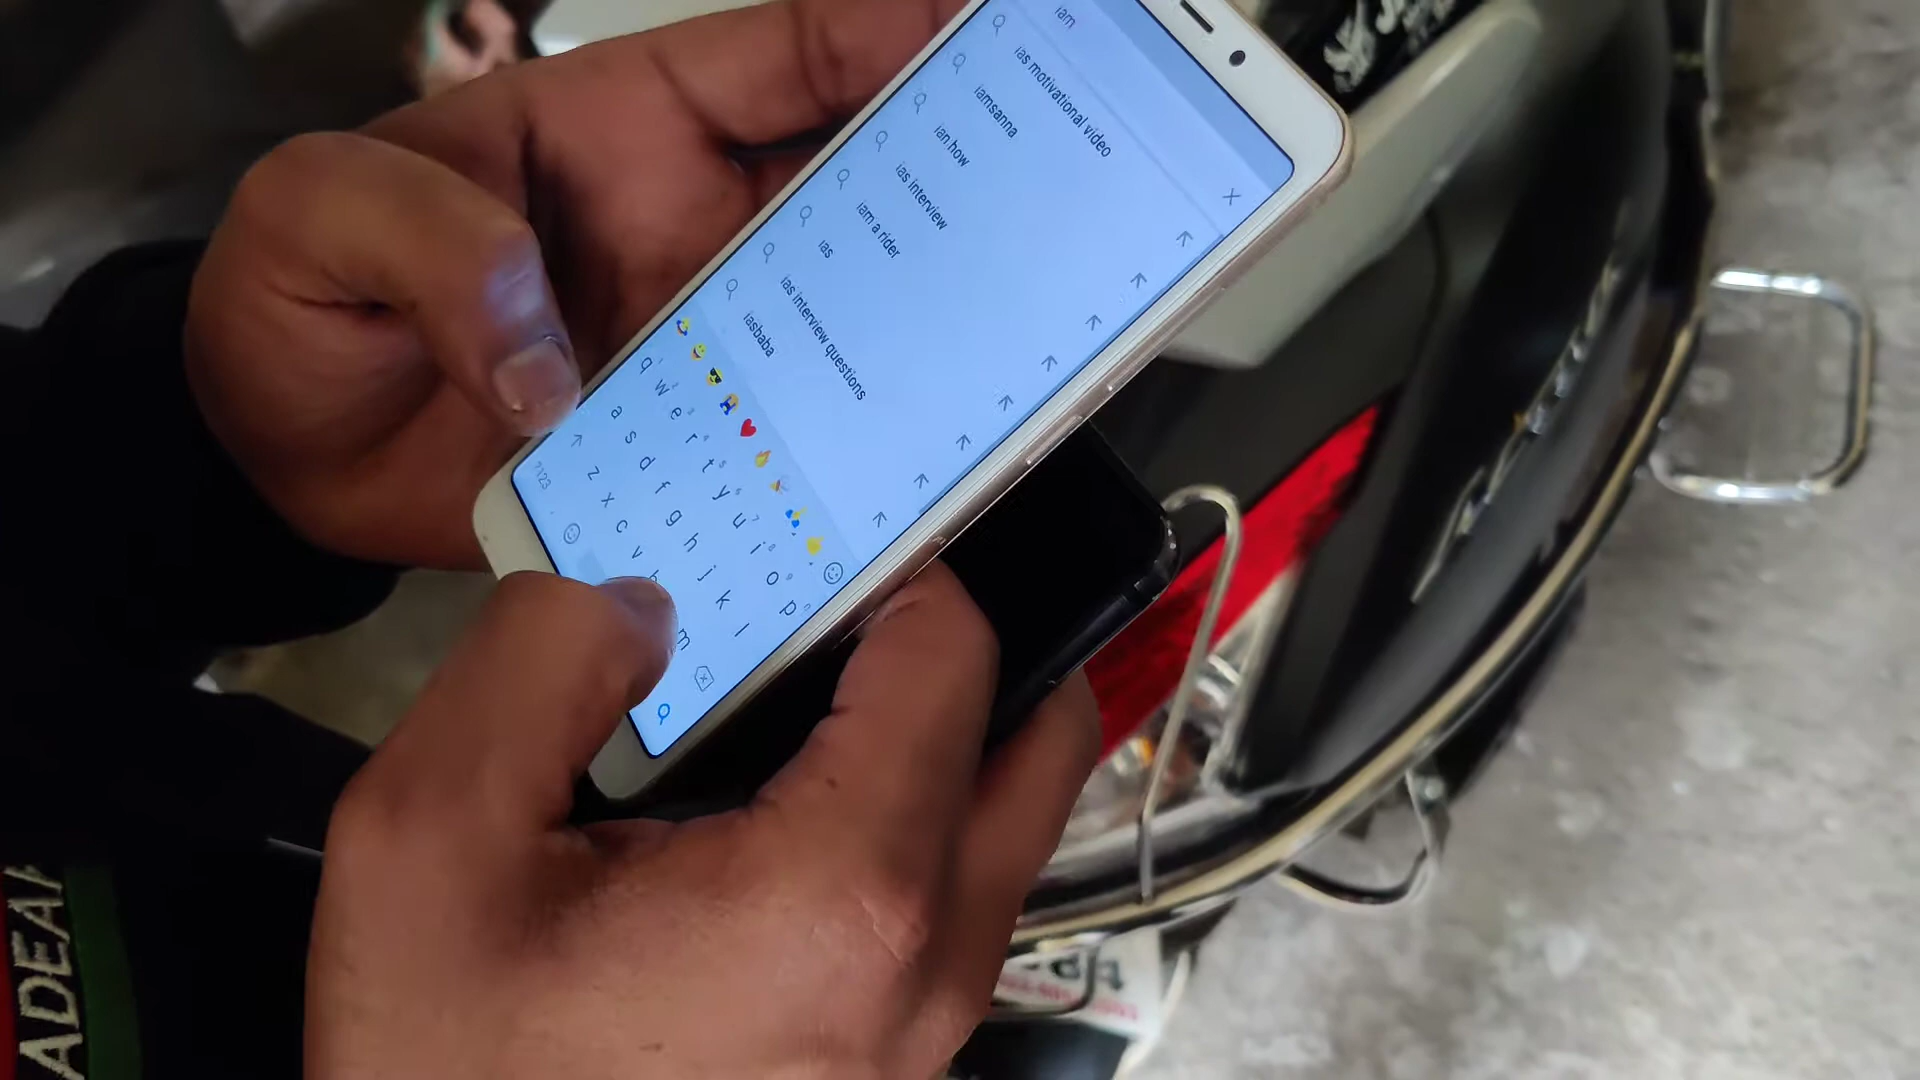 iam
ias motivational video
iamsanna
ian how
ias interview
iam a rider
ias
ias interview questions
iasbaba
q w e r t y u i o p
a s d f g h j k l
z x c v b m
?123